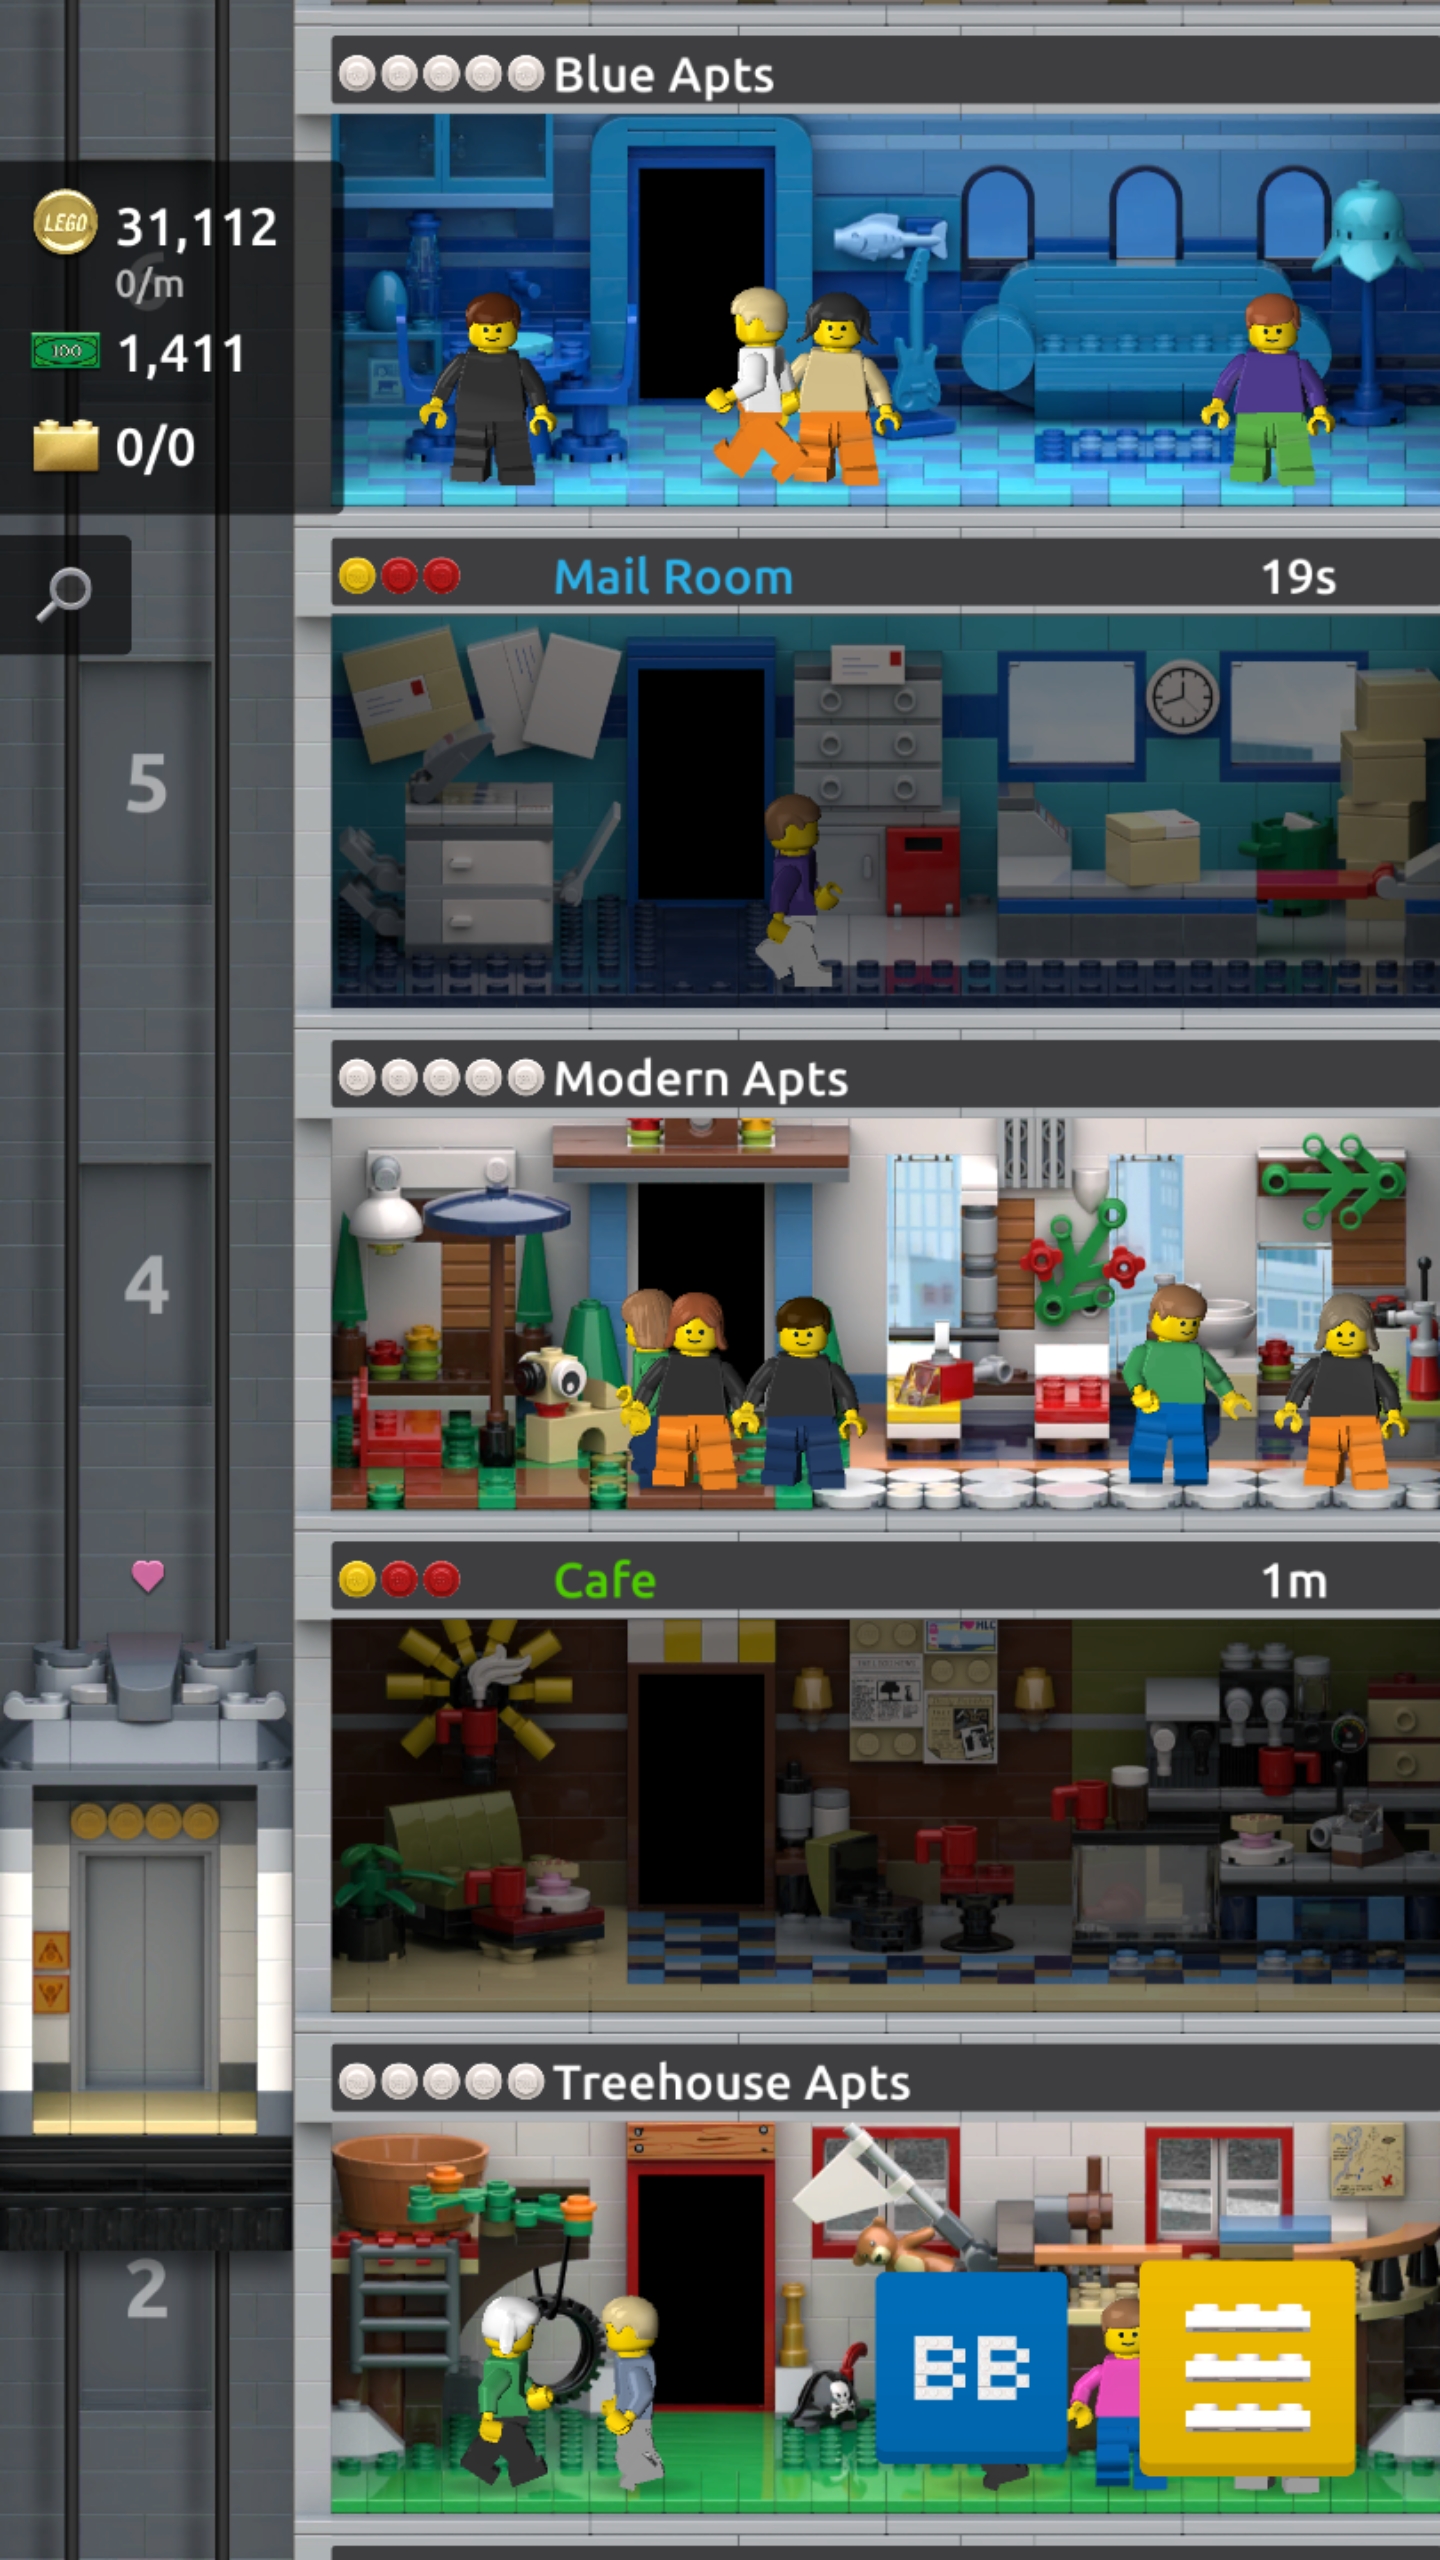 Blue Apts
LEGO 31,112
0/m
100 1,411
0/0
Mail Room 19s
5
Modern Apts
4
Cafe 1m
Treehouse Apts
2
BB